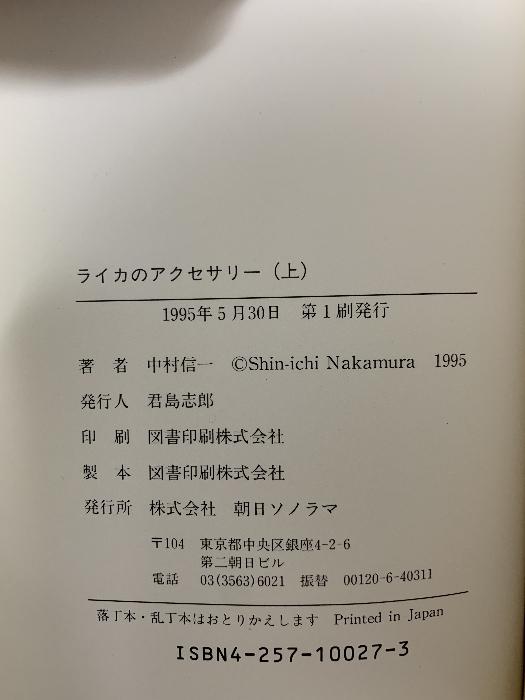 ライカのアクセサリー(上)
1995年5月30日 第1刷発行
著 者 中村信一 ©Shin-ichi Nakamura 1995
発行人 君島志郎
印 刷 図書印刷株式会社
製 本 図書印刷株式会社
発行所 株式会社 朝日ソノラマ
〒104 東京都中央区銀座4-2-6
第二朝日ビル
電話 03(3563)6021 振替 00120-6-40311
落丁本・乱丁本はおとりかえします Printed in Japan
ISBN4-257-10027-3